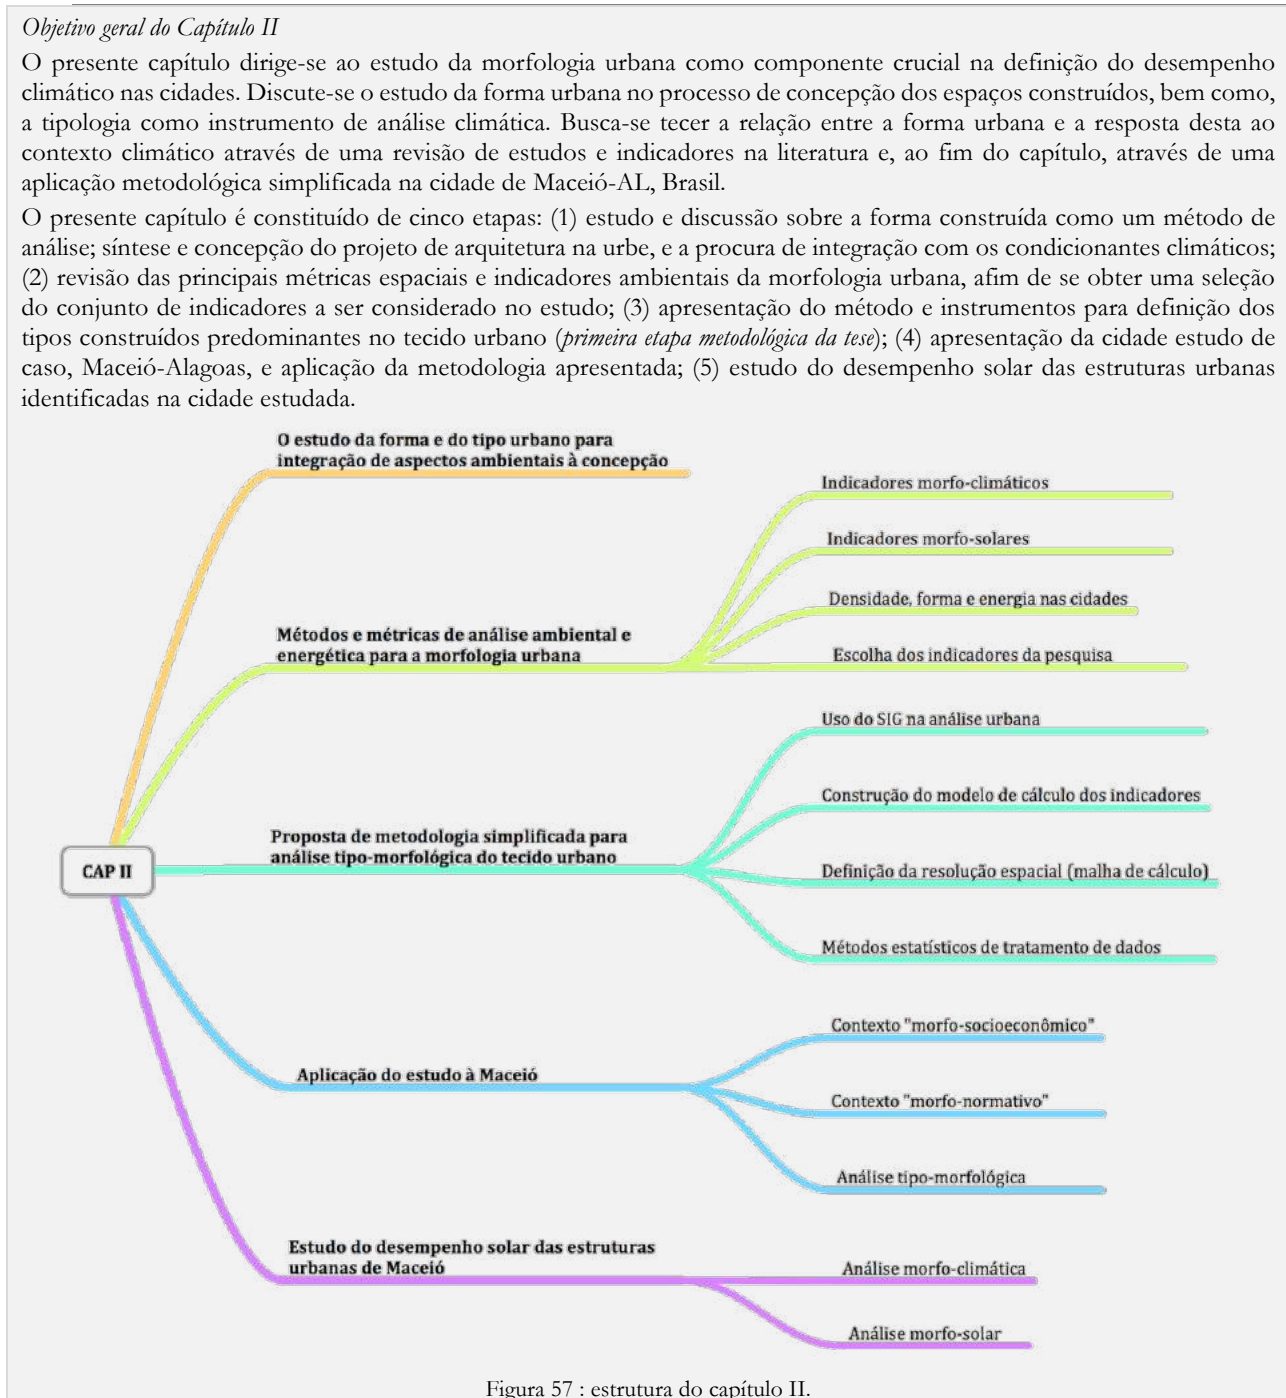 Objetivo geral do Capítulo II
O presente capítulo dirige-se ao estudo da morfologia urbana como componente crucial na definição do desempenho
climático nas cidades. Discute-se o estudo da forma urbana no processo de concepção dos espaços construídos, bem como,
a tipologia como instrumento de análise climática. Busca-se tecer a relação entre a forma urbana e a resposta desta ao
contexto climático através de uma revisão de estudos e indicadores na literatura e, ao fim do capítulo, através de uma
aplicação metodológica simplificada na cidade de Maceió-AL, Brasil.
O presente capítulo é constituído de cinco etapas: (1) estudo e discussão sobre a forma construída como um método de
análise; síntese e concepção do projeto de arquitetura na urbe, e a procura de integração com os condicionantes climáticos;
(2) revisão das principais métricas espaciais e indicadores ambientais da morfologia urbana, afim de se obter uma seleção
do conjunto de indicadores a ser considerado no estudo; (3) apresentação do método e instrumentos para definição dos
tipos construídos predominantes no tecido urbano (primeira etapa metodológica da tese); (4) apresentação da cidade estudo de
caso, Maceió-Alagoas, e aplicação da metodologia apresentada; (5) estudo do desempenho solar das estruturas urbanas
identificadas na cidade estudada.
CAP II
O estudo da forma e do tipo urbano para
integração de aspectos ambientais à concepção
Métodos e métricas de análise ambiental e
energética para a morfologia urbana
Indicadores morfo-climáticos
Indicadores morfo-solares
Densidade, forma e energia nas cidades
Escolha dos indicadores da pesquisa
Proposta de metodologia simplificada para
análise tipo-morfológica do tecido urbano
Uso do SIG na análise urbana
Construção do modelo de cálculo dos indicadores
Definição da resolução espacial (malha de cálculo)
Métodos estatísticos de tratamento de dados
Aplicação do estudo à Maceió
Contexto "morfo-socioeconômico"
Contexto "morfo-normativo"
Análise tipo-morfológica
Estudo do desempenho solar das estruturas
urbanas de Maceió
Análise morfo-climática
Análise morfo-solar
Figura 57 : estrutura do capítulo II.